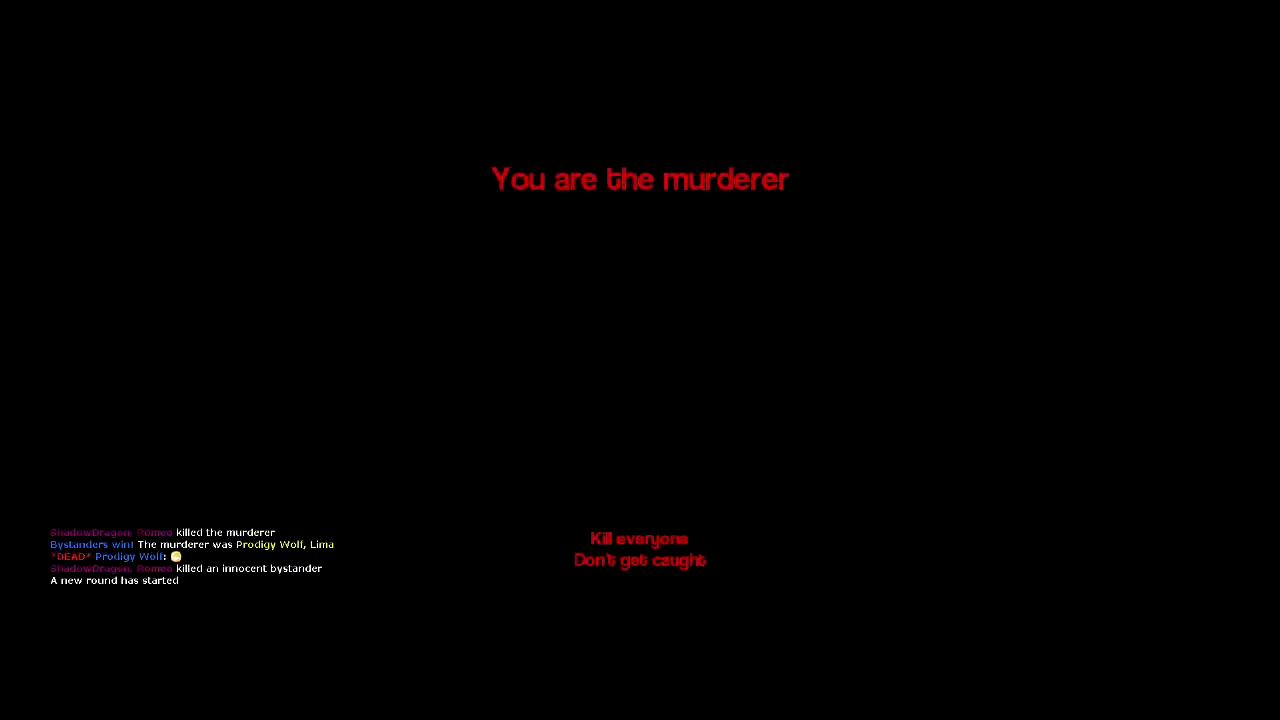 You are the murderer
ShadowDragon, Romeo killed the murderer
Bystanders win! The murderer was Prodigy Wolf, Lima
*DEAD* Prodigy Wolf:
ShadowDragon, Romeo killed an innocent bystander
A new round has started
Kill everyone
Don't get caught